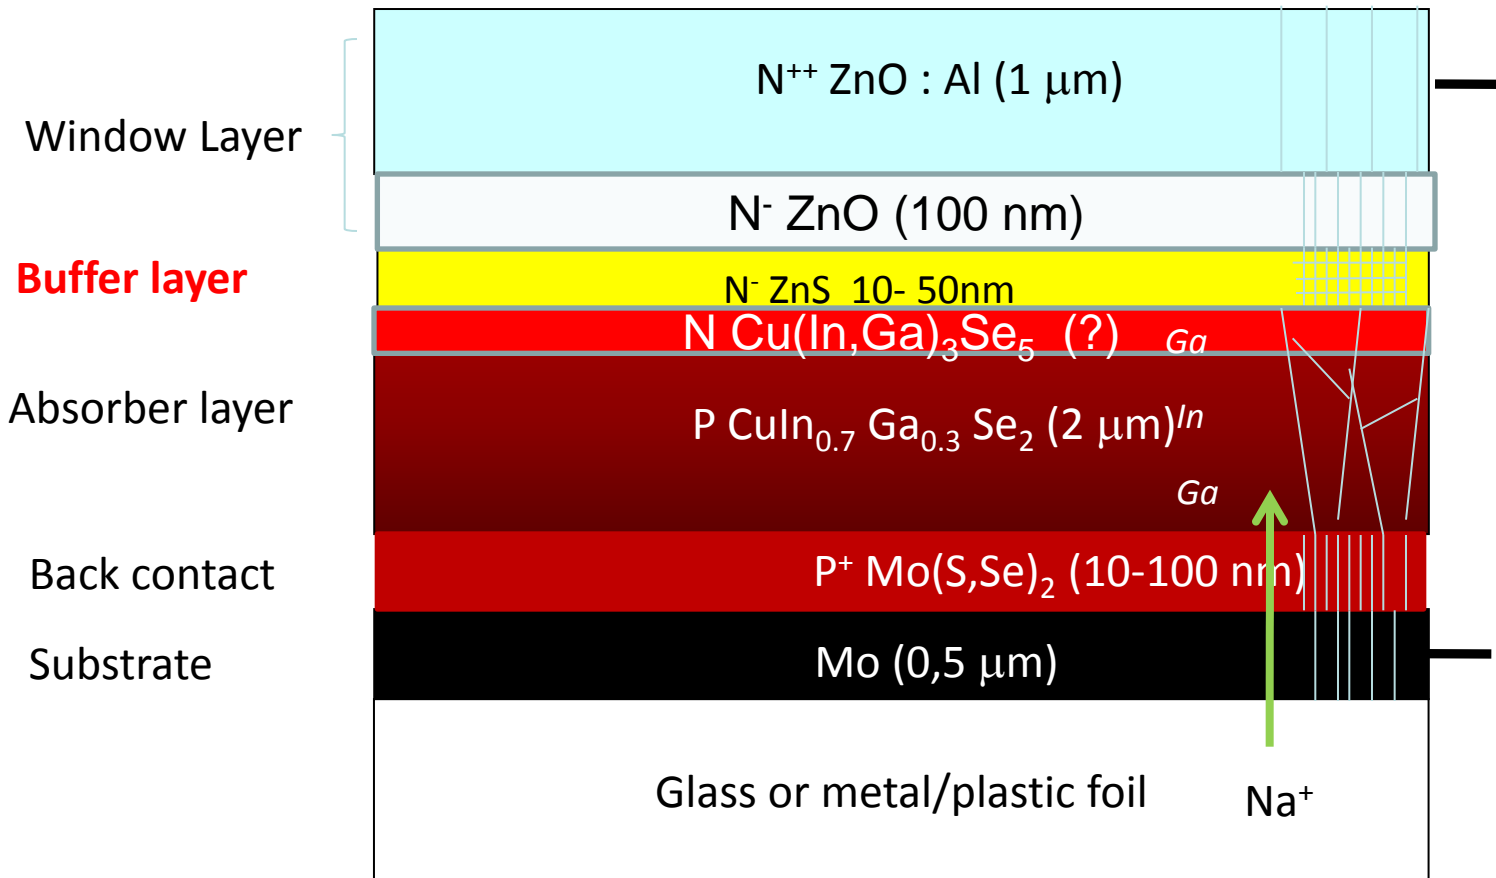 N⁺⁺ ZnO : Al (1 μm)
Window Layer
N⁻ ZnO (100 nm)
Buffer layer
N⁻ ZnS 10- 50nm
N Cu(In,Ga)₃Se₅ (?) Ga
Absorber layer
P CuIn₀.₇ Ga₀.₃ Se₂ (2 μm) In
Ga
Back contact
P⁺ Mo(S,Se)₂ (10-100 nm)
Substrate
Mo (0,5 μm)
Glass or metal/plastic foil
Na⁺